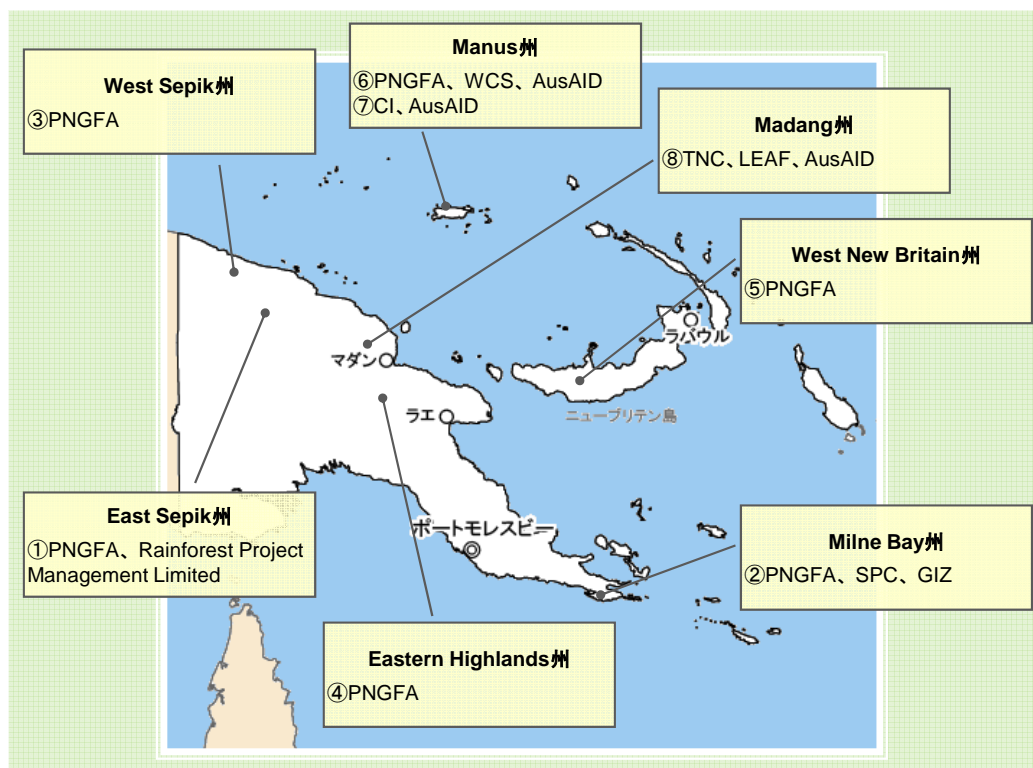 Manus州
⑥PNGFA、WCS、AusAID
⑦CI、AusAID
West Sepik州
③PNGFA
Madang州
⑧TNC、LEAF、AusAID
West New Britain州
⑤PNGFA
ラバウル
マダン
ラエ
ニューブリテン島
East Sepik州
①PNGFA、Rainforest Project
Management Limited
ポートモレスビー
Milne Bay州
②PNGFA、SPC、GIZ
Eastern Highlands州
④PNGFA